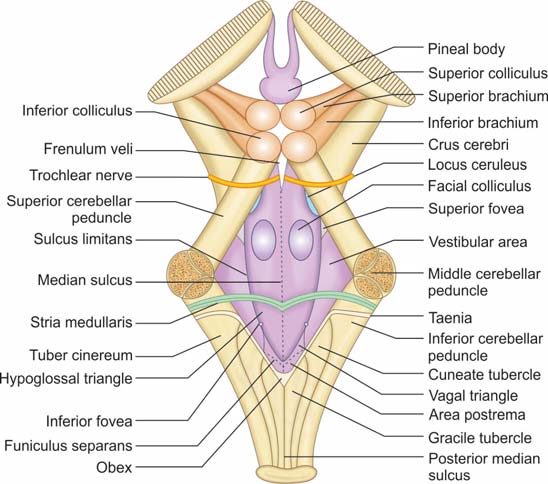 Inferior colliculus
Frenulum veli
Trochlear nerve
Superior cerebellar
peduncle
Sulcus limitans
Median sulcus
Stria medullaris
Tuber cinereum
Hypoglossal triangle
Inferior fovea
Funiculus separans
Obex
Pineal body
Superior colliculus
Superior brachium
Inferior brachium
Crus cerebri
Locus ceruleus
Facial colliculus
Superior fovea
Vestibular area
Middle cerebellar
peduncle
Taenia
Inferior cerebellar
peduncle
Cuneate tubercle
Vagal triangle
Area postrema
Gracile tubercle
Posterior median
sulcus